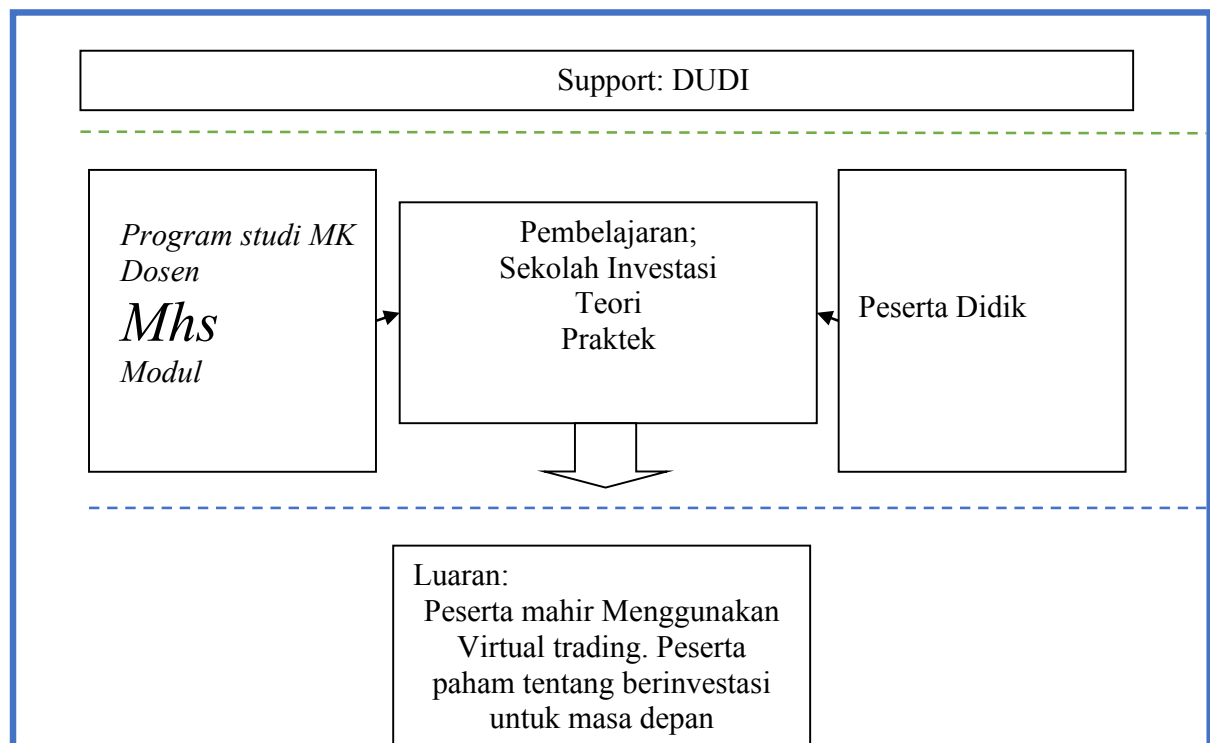 Support: DUDI
Program studi MK
Dosen
Mhs
Modul
Pembelajaran;
Sekolah Investasi
Teori
Praktek
Peserta Didik
Luaran:
Peserta mahir Menggunakan
Virtual trading. Peserta
paham tentang berinvestasi
untuk masa depan